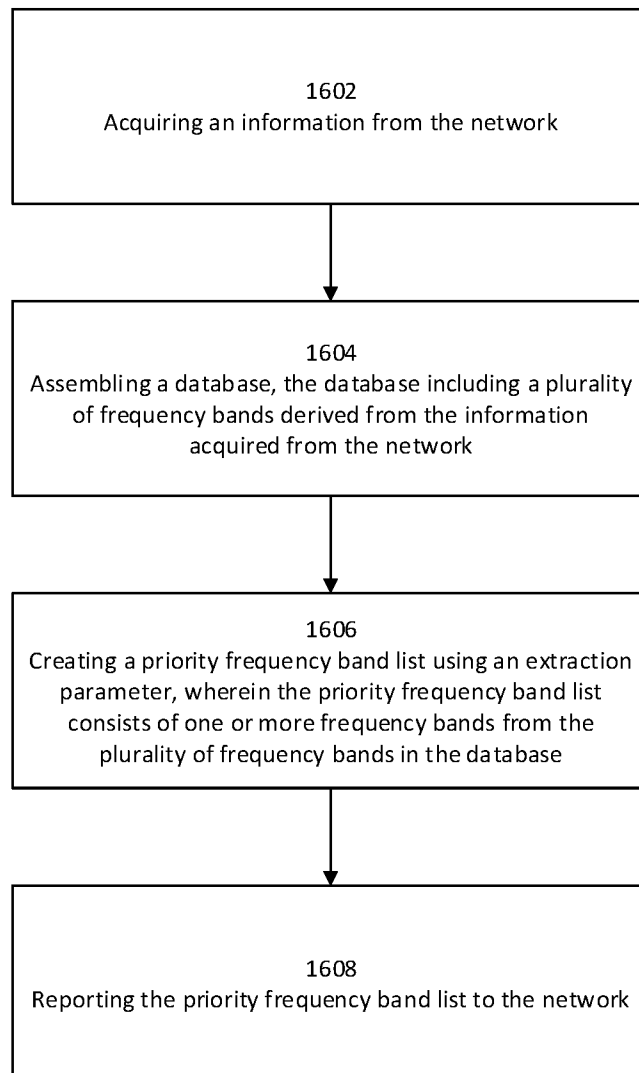 1602
Acquiring an information from the network
1604
Assembling a database, the database including a plurality
of frequency bands derived from the information
acquired from the network
1606
Creating a priority frequency band list using an extraction
parameter, wherein the priority frequency band list
consists of one or more frequency bands from the
plurality of frequency bands in the database
1608
Reporting the priority frequency band list to the network